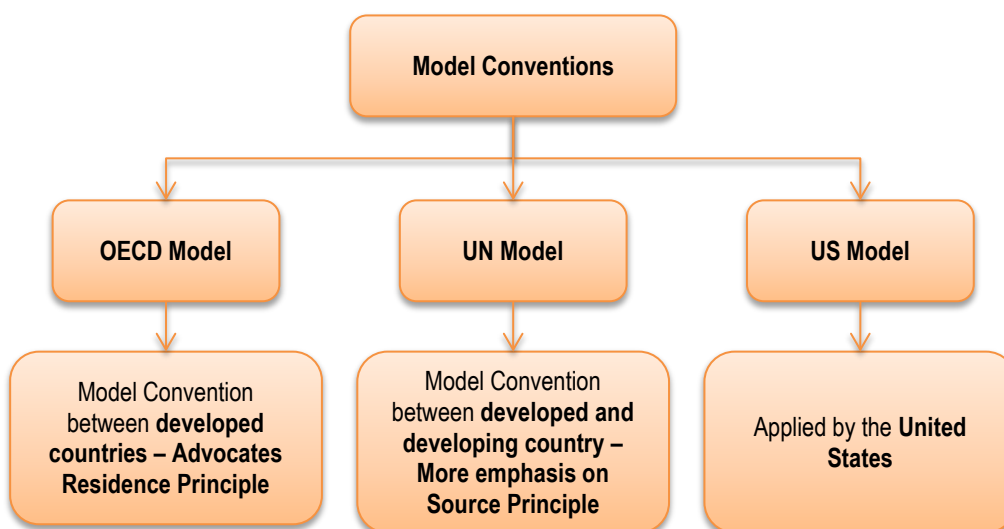 Model Conventions
OECD Model
UN Model
US Model
Model Convention
between developed
countries – Advocates
Residence Principle
Model Convention
between developed and
developing country –
More emphasis on
Source Principle
Applied by the United
States